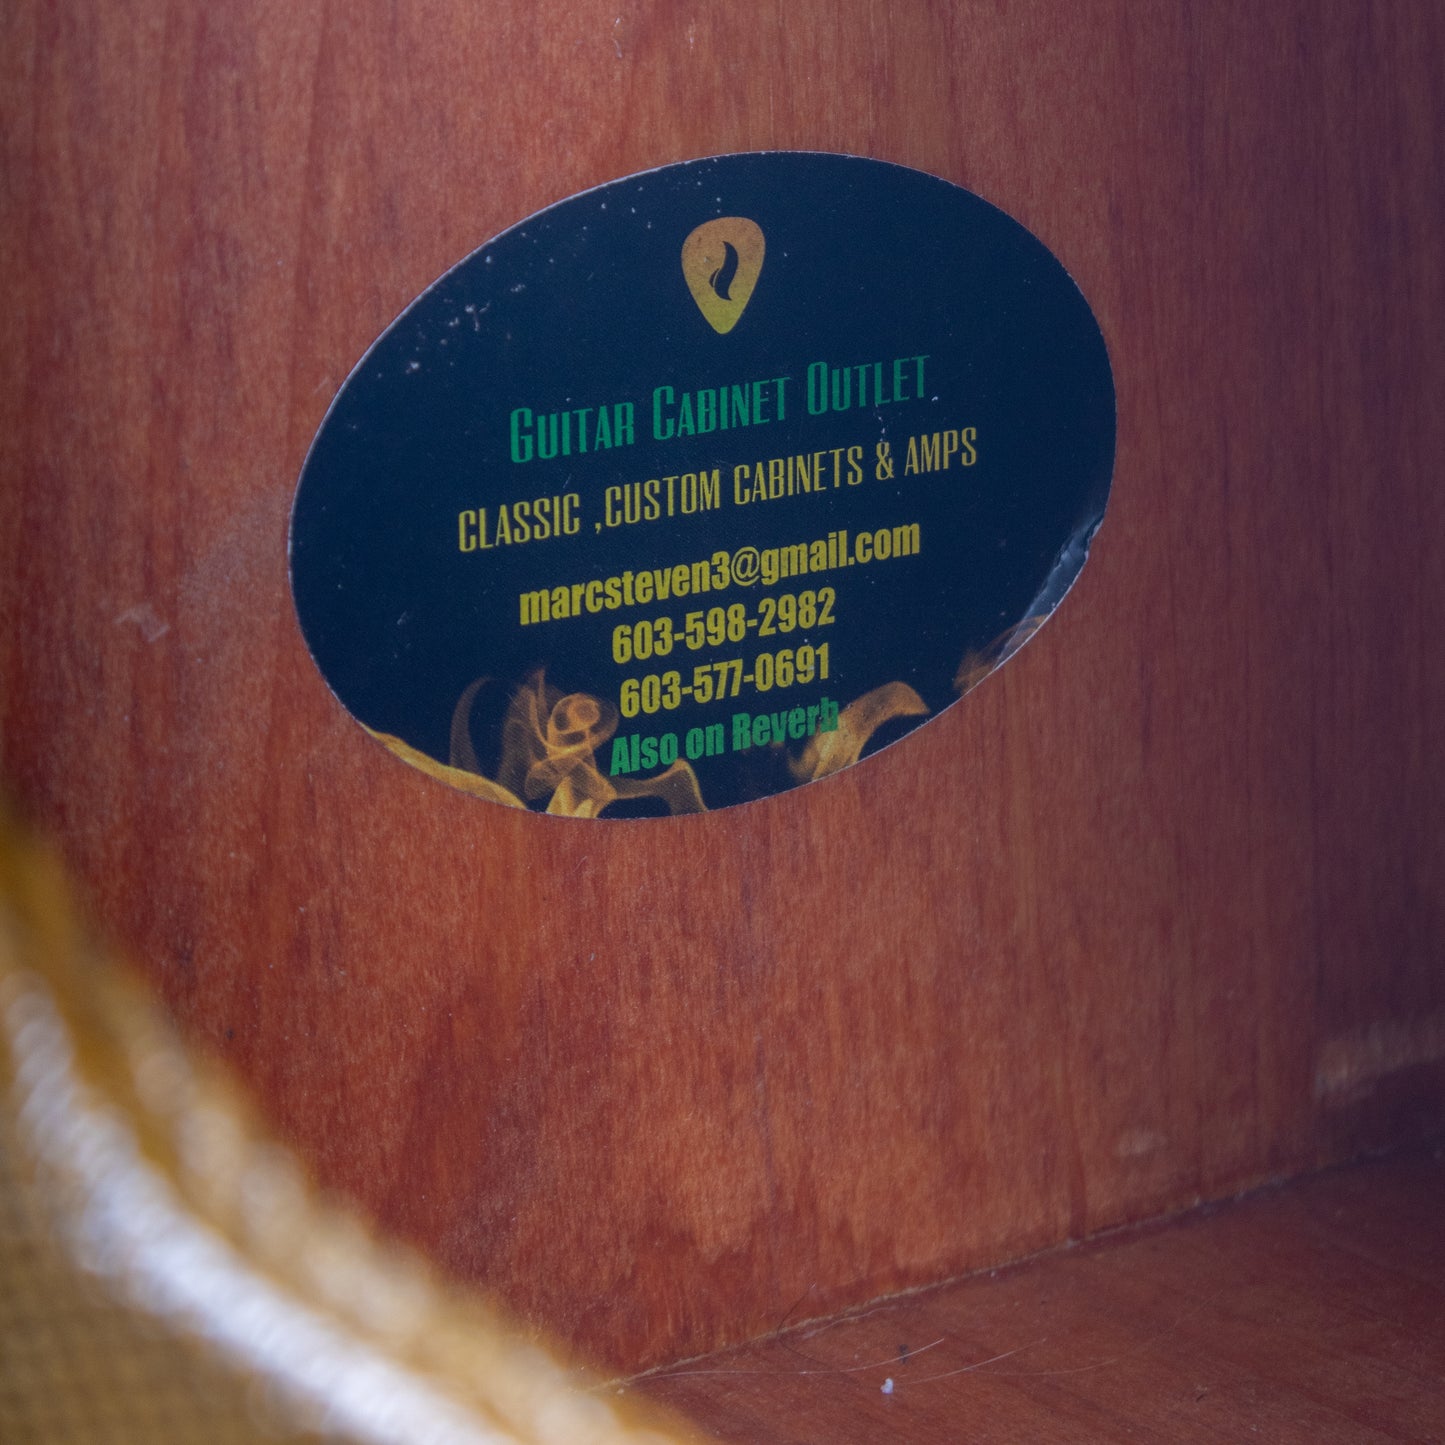 Guitar Cabinet Outlet
CLASSIC ,CUSTOM CABINETS & AMPS
marcsteven3@gmail.com
603-598-2982
603-577-0691
Also on Reverb